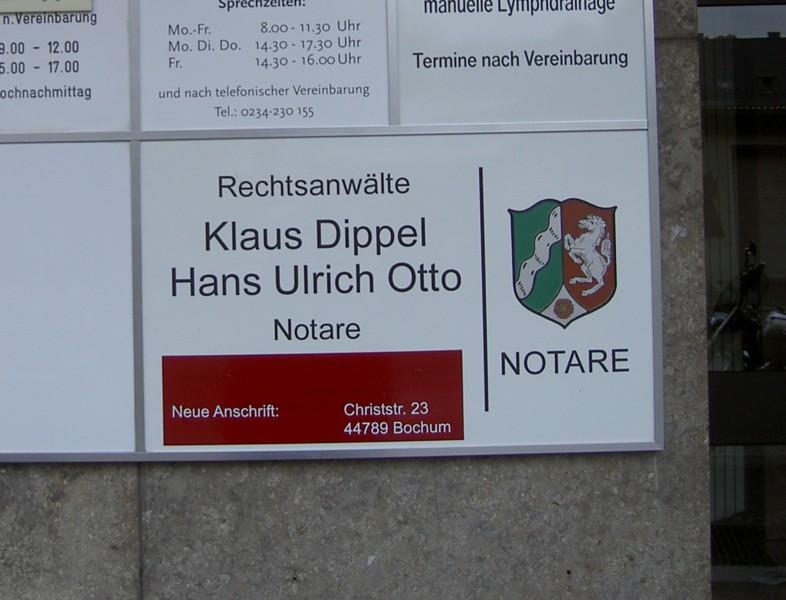 n.Vereinbarung
9.00 - 12.00
5.00 - 17.00
ochnachmittag
Sprechzeiten:
Mo.-Fr. 8.00 - 11.30 Uhr
Mo. Di. Do. 14.30 - 17.30 Uhr
Fr. 14.30 - 16.00 Uhr
und nach telefonischer Vereinbarung
Tel.: 0234-230 155
manuelle Lymphdrainage
Termine nach Vereinbarung
Rechtsanwälte
Klaus Dippel
Hans Ulrich Otto
Notare
Neue Anschrift: Christstr. 23
44789 Bochum
NOTARE